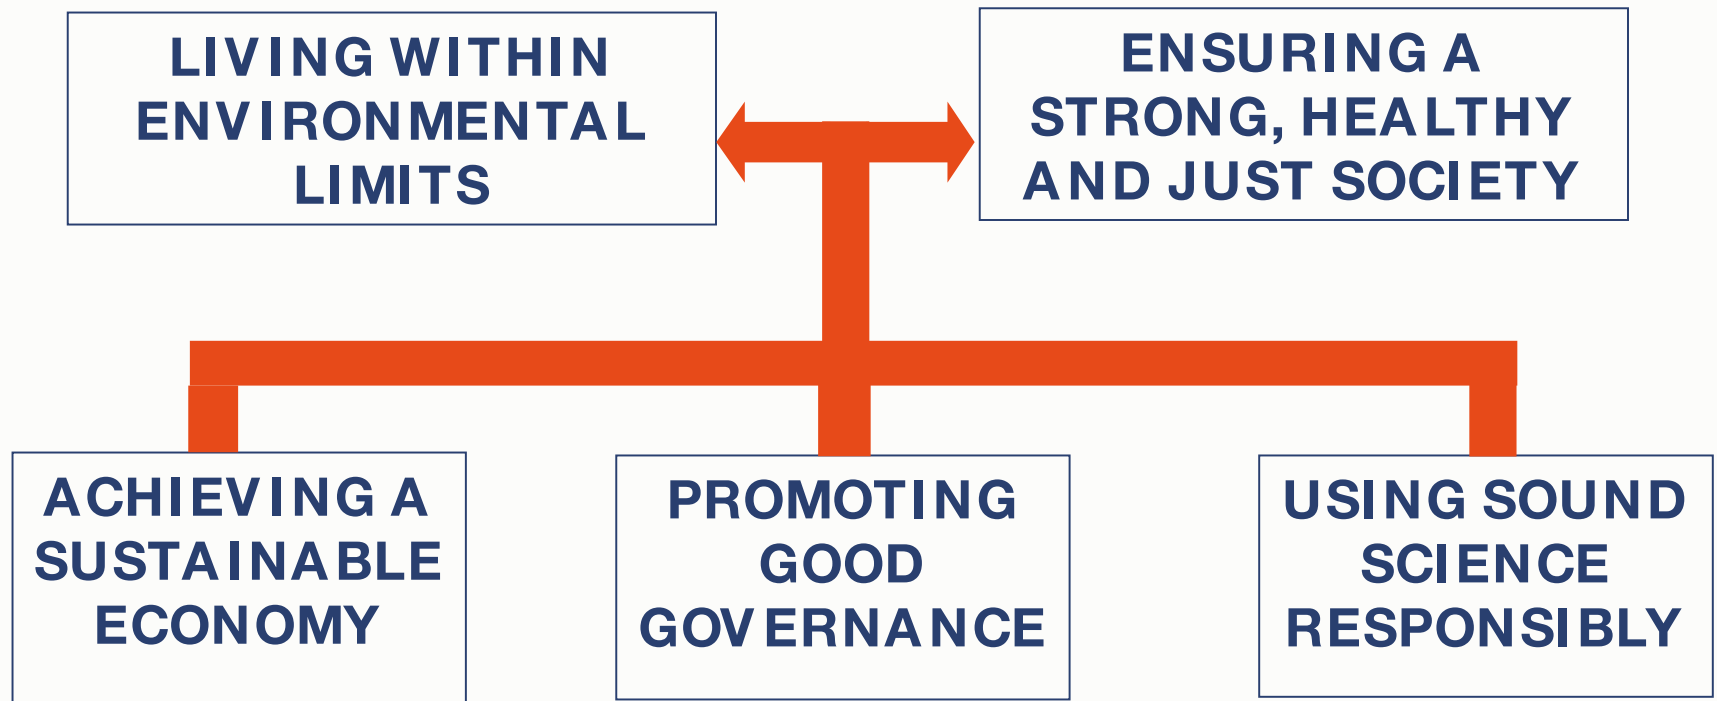 LIVING WITHIN
ENVIRONMENTAL
LIMITS
ENSURING A
STRONG, HEALTHY
AND JUST SOCIETY
ACHIEVING A
SUSTAINABLE
ECONOMY
PROMOTING
GOOD
GOVERNANCE
USING SOUND
SCIENCE
RESPONSIBLY